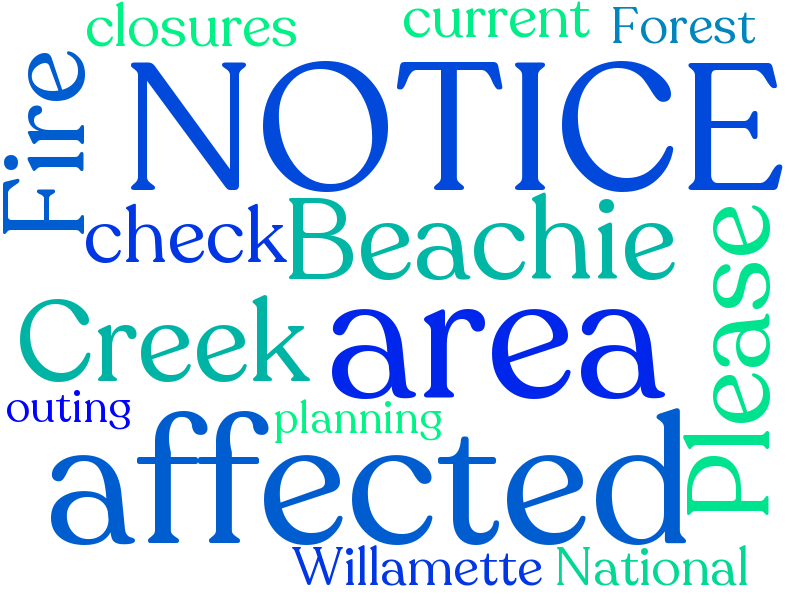 closures
current
Forest
Fire
NOTICE
check
Beachie
Please
Creek
area
outing
planning
affected
Willamette
National